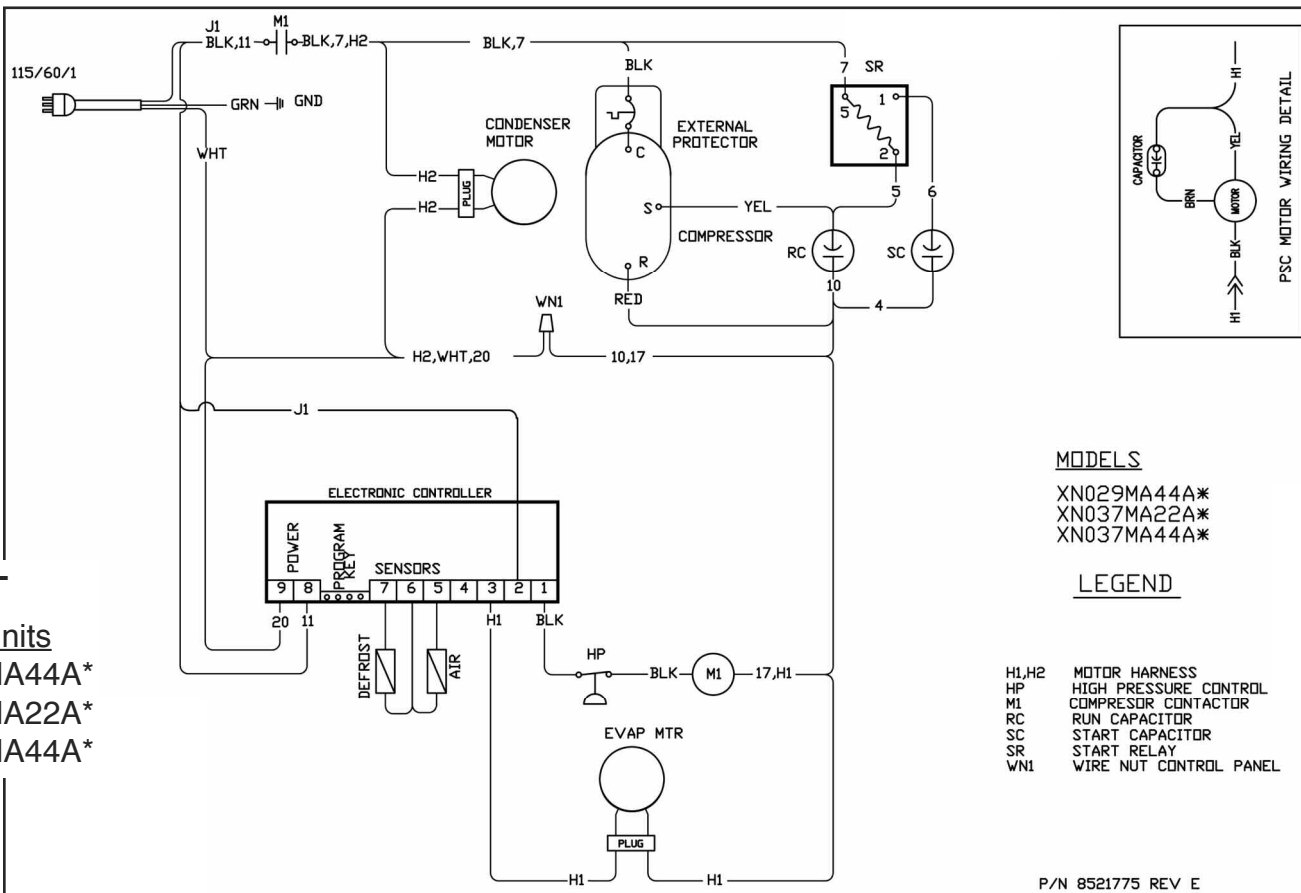 J1
M1
BLK,11
BLK,7,H2
BLK,7
115/60/1
GRN
GND
WHT
BLK
7
SR
1
5
2
CONDENSER
MOTOR
EXTERNAL
PROTECTOR
C
H2
PLUG
H2
S
YEL
5
6
COMPRESSOR
RC
SC
R
10
RED
4
WN1
H2,WHT,20
10,17
J1
H1
YEL
CAPACITOR
BRN
MOTOR
BLK
H1
PSC MOTOR WIRING DETAIL
ELECTRONIC CONTROLLER
POWER
PROGRAM
KEY
SENSORS
9 8 7 6 5 4 3 2 1
20 11 H1 BLK
DEFROST
AIR
HP
BLK
M1
17,H1
EVAP MTR
PLUG
H1
H1
nits
A44A*
A22A*
A44A*
MODELS
XN029MA44A*
XN037MA22A*
XN037MA44A*
LEGEND
H1,H2 MOTOR HARNESS
HP HIGH PRESSURE CONTROL
M1 COMPRESOR CONTACTOR
RC RUN CAPACITOR
SC START CAPACITOR
SR START RELAY
WN1 WIRE NUT CONTROL PANEL
P/N 8521775 REV E